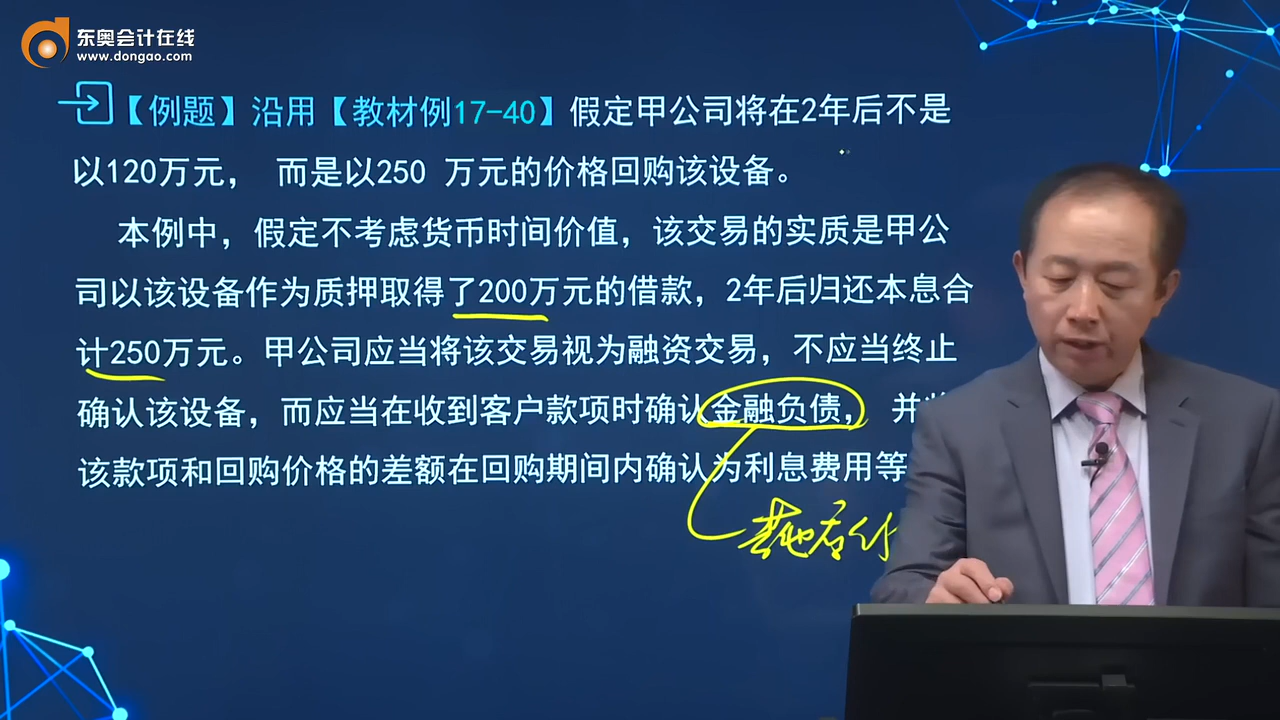 东奥会计在线
www.dongao.com
【例题】沿用【教材例17-40】假定甲公司将在2年后不是
以120万元， 而是以250 万元的价格回购该设备。
本例中，假定不考虑货币时间价值，该交易的实质是甲公
司以该设备作为质押取得了200万元的借款，2年后归还本息合
计250万元。甲公司应当将该交易视为融资交易，不应当终止
确认该设备，而应当在收到客户款项时确认金融负债， 并
该款项和回购价格的差额在回购期间内确认为利息费用等
其他应付